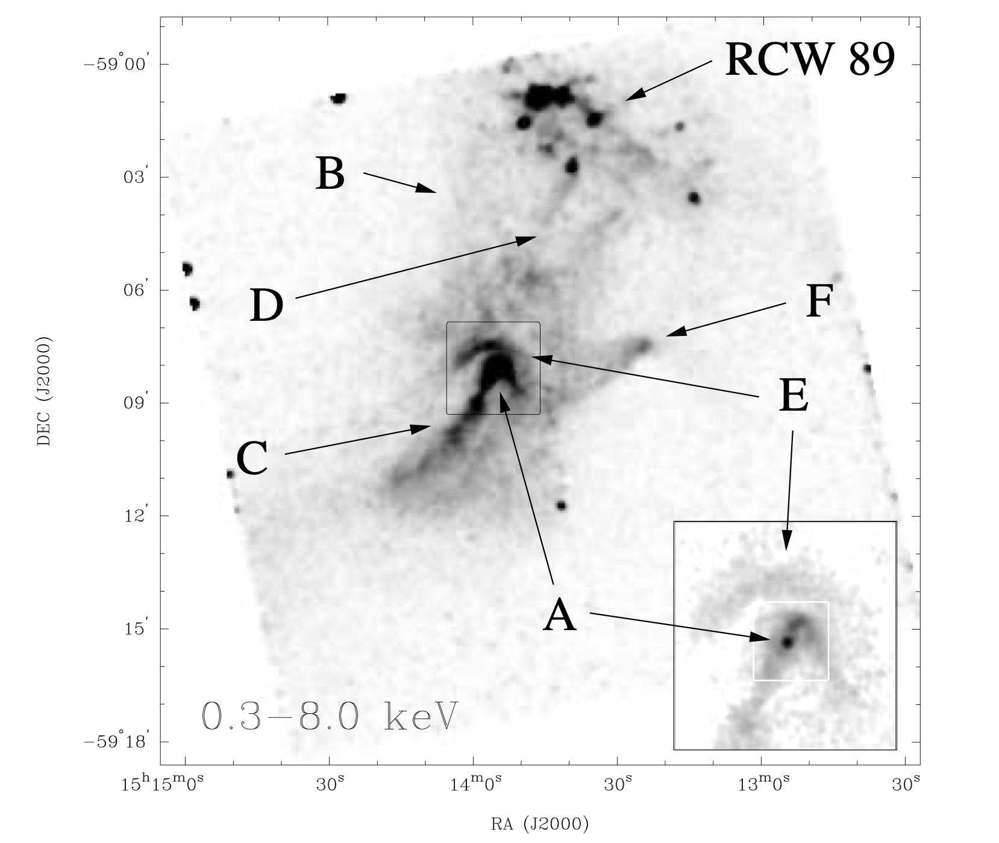 RCW 89
−59°00′
B
03′
D
06′
F
E
09′
C
12′
A
15′
0.3−8.0 keV
−59°18′
15ʰ15ᵐ0ˢ 30ˢ 14ᵐ0ˢ 30ˢ 13ᵐ0ˢ 30ˢ
RA (J2000)
DEC (J2000)